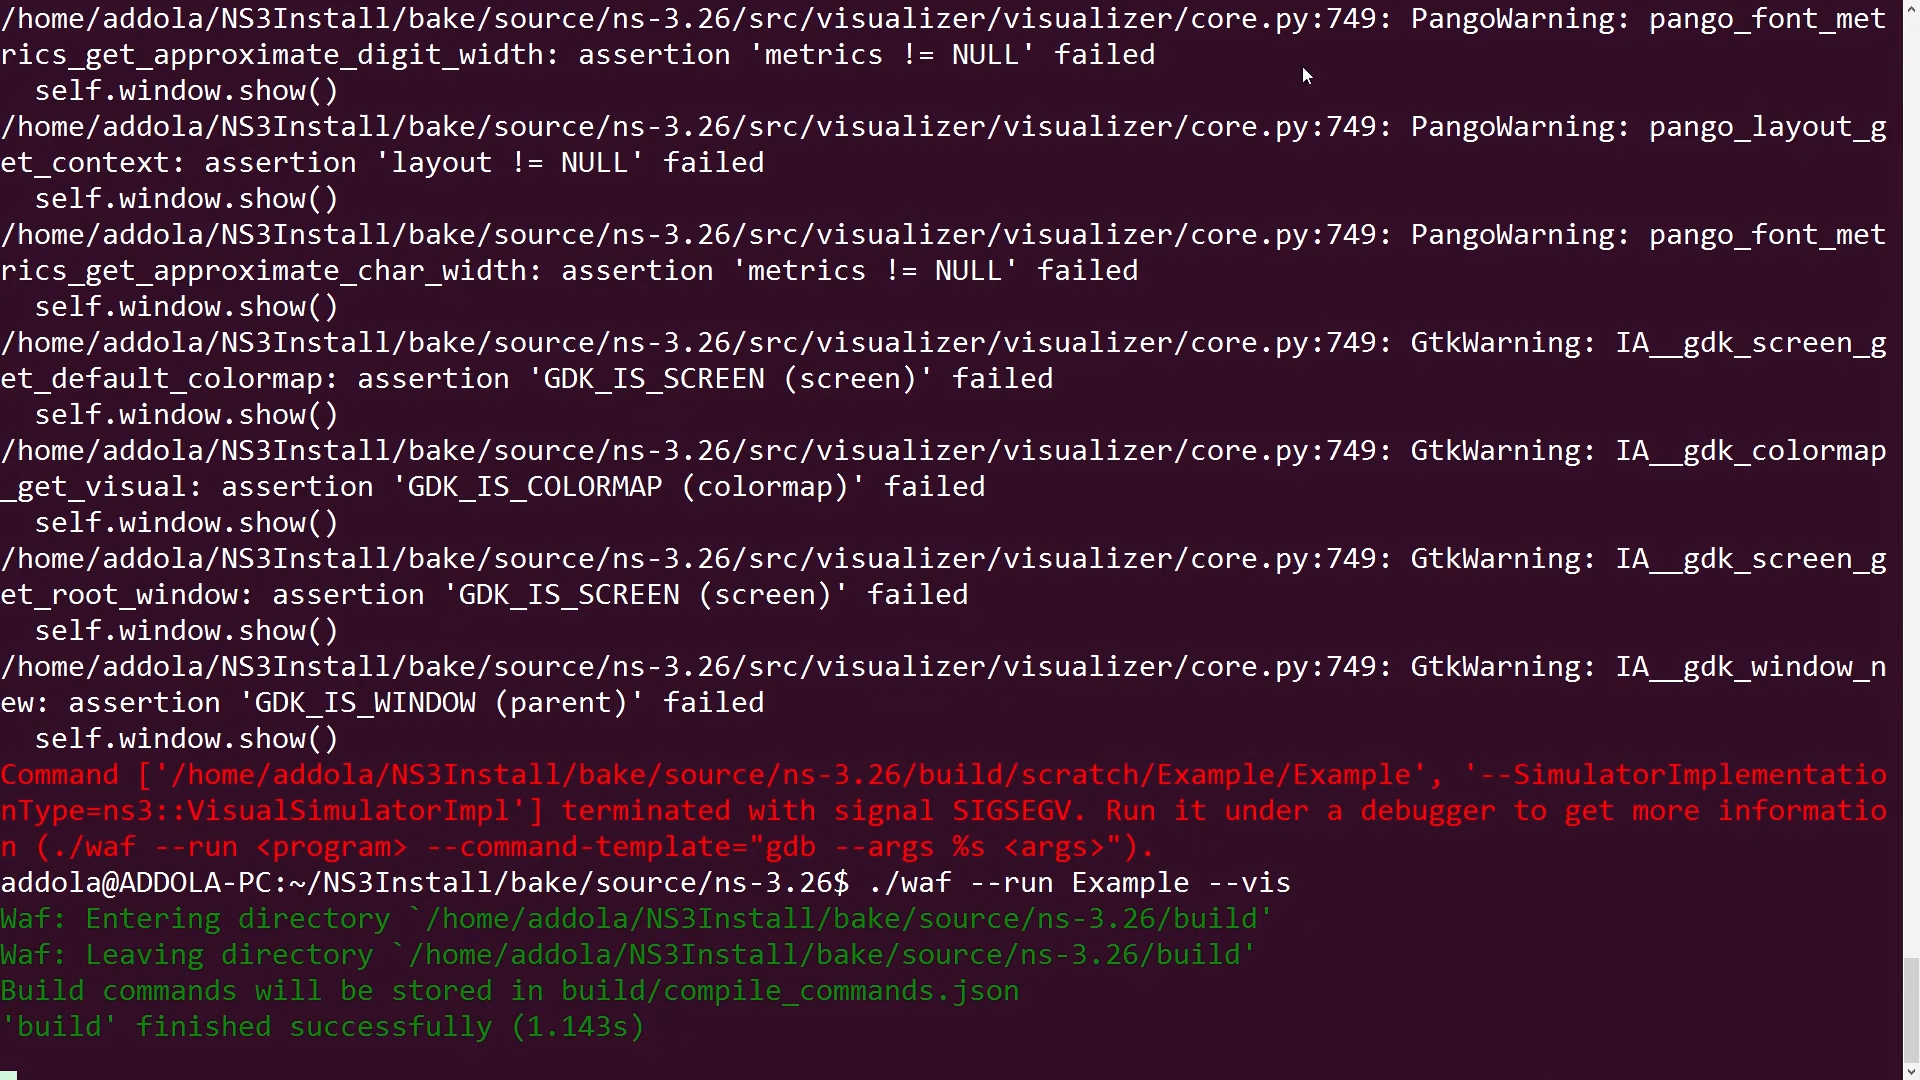 /home/addola/NS3Install/bake/source/ns-3.26/src/visualizer/visualizer/core.py:749: PangoWarning: pango_font_met
rics_get_approximate_digit_width: assertion 'metrics != NULL' failed
  self.window.show()
/home/addola/NS3Install/bake/source/ns-3.26/src/visualizer/visualizer/core.py:749: PangoWarning: pango_layout_g
et_context: assertion 'layout != NULL' failed
  self.window.show()
/home/addola/NS3Install/bake/source/ns-3.26/src/visualizer/visualizer/core.py:749: PangoWarning: pango_font_met
rics_get_approximate_char_width: assertion 'metrics != NULL' failed
  self.window.show()
/home/addola/NS3Install/bake/source/ns-3.26/src/visualizer/visualizer/core.py:749: GtkWarning: IA__gdk_screen_g
et_default_colormap: assertion 'GDK_IS_SCREEN (screen)' failed
  self.window.show()
/home/addola/NS3Install/bake/source/ns-3.26/src/visualizer/visualizer/core.py:749: GtkWarning: IA__gdk_colormap
_get_visual: assertion 'GDK_IS_COLORMAP (colormap)' failed
  self.window.show()
/home/addola/NS3Install/bake/source/ns-3.26/src/visualizer/visualizer/core.py:749: GtkWarning: IA__gdk_screen_g
et_root_window: assertion 'GDK_IS_SCREEN (screen)' failed
  self.window.show()
/home/addola/NS3Install/bake/source/ns-3.26/src/visualizer/visualizer/core.py:749: GtkWarning: IA__gdk_window_n
ew: assertion 'GDK_IS_WINDOW (parent)' failed
  self.window.show()
Command ['/home/addola/NS3Install/bake/source/ns-3.26/build/scratch/Example/Example', '--SimulatorImplementatio
nType=ns3::VisualSimulatorImpl'] terminated with signal SIGSEGV. Run it under a debugger to get more informatio
n (./waf --run <program> --command-template="gdb --args %s <args>").
addola@ADDOLA-PC:~/NS3Install/bake/source/ns-3.26$ ./waf --run Example --vis
Waf: Entering directory `/home/addola/NS3Install/bake/source/ns-3.26/build'
Waf: Leaving directory `/home/addola/NS3Install/bake/source/ns-3.26/build'
Build commands will be stored in build/compile_commands.json
'build' finished successfully (1.143s)